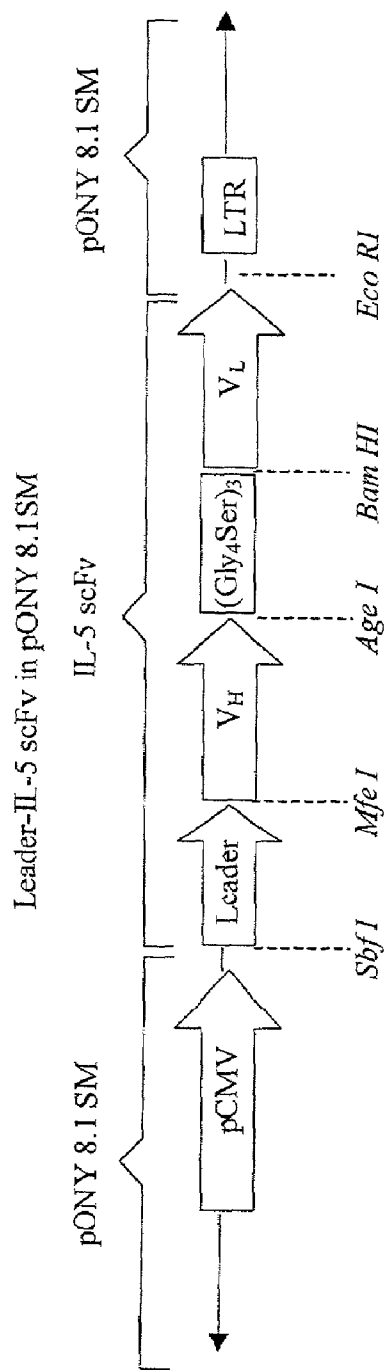 Leader-IL-5 scFv in pONY 8.1SM
pONY 8.1 SM
IL-5 scFv
pONY 8.1 SM
pCMV
Leader
VH
(Gly4Ser)3
VL
LTR
Sbf I
Mfe I
Age I
Bam HI
Eco RI